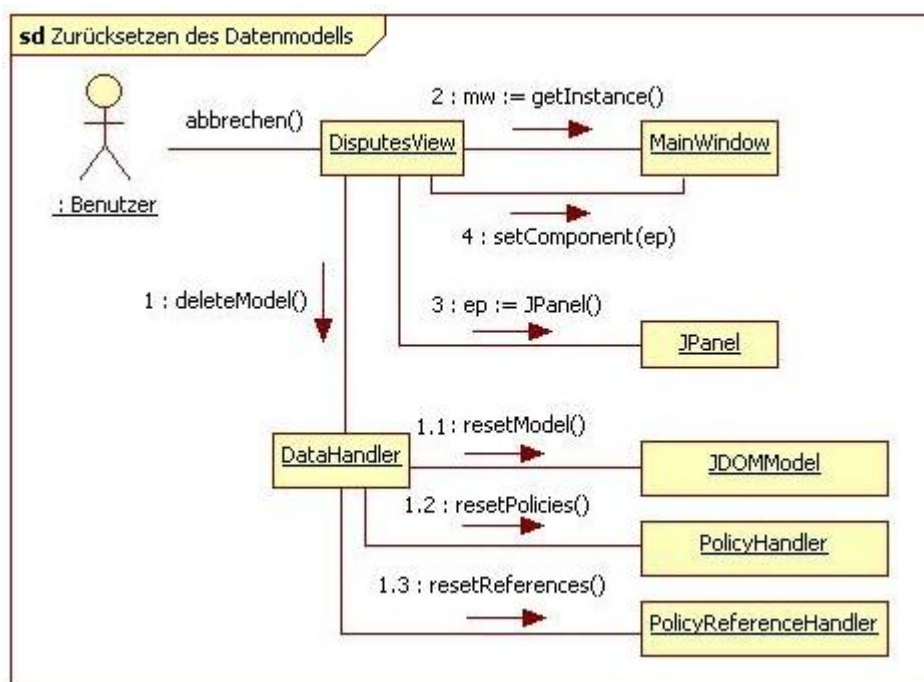 sd Zurücksetzen des Datenmodells
abbrechen()
2 : mw := getInstance()
DisputesView
MainWindow
: Benutzer
4 : setComponent(ep)
1 : deleteModel()
3 : ep := JPanel()
JPanel
1.1 : resetModel()
DataHandler
JDOMModel
1.2 : resetPolicies()
PolicyHandler
1.3 : resetReferences()
PolicyReferenceHandler